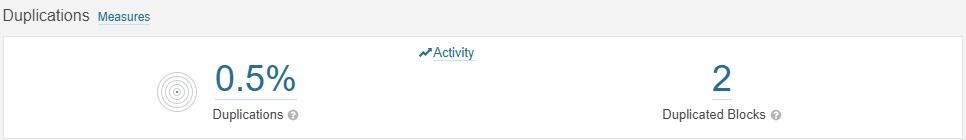 Duplications Measures
Activity
0.5% 2
Duplications ? Duplicated Blocks ?